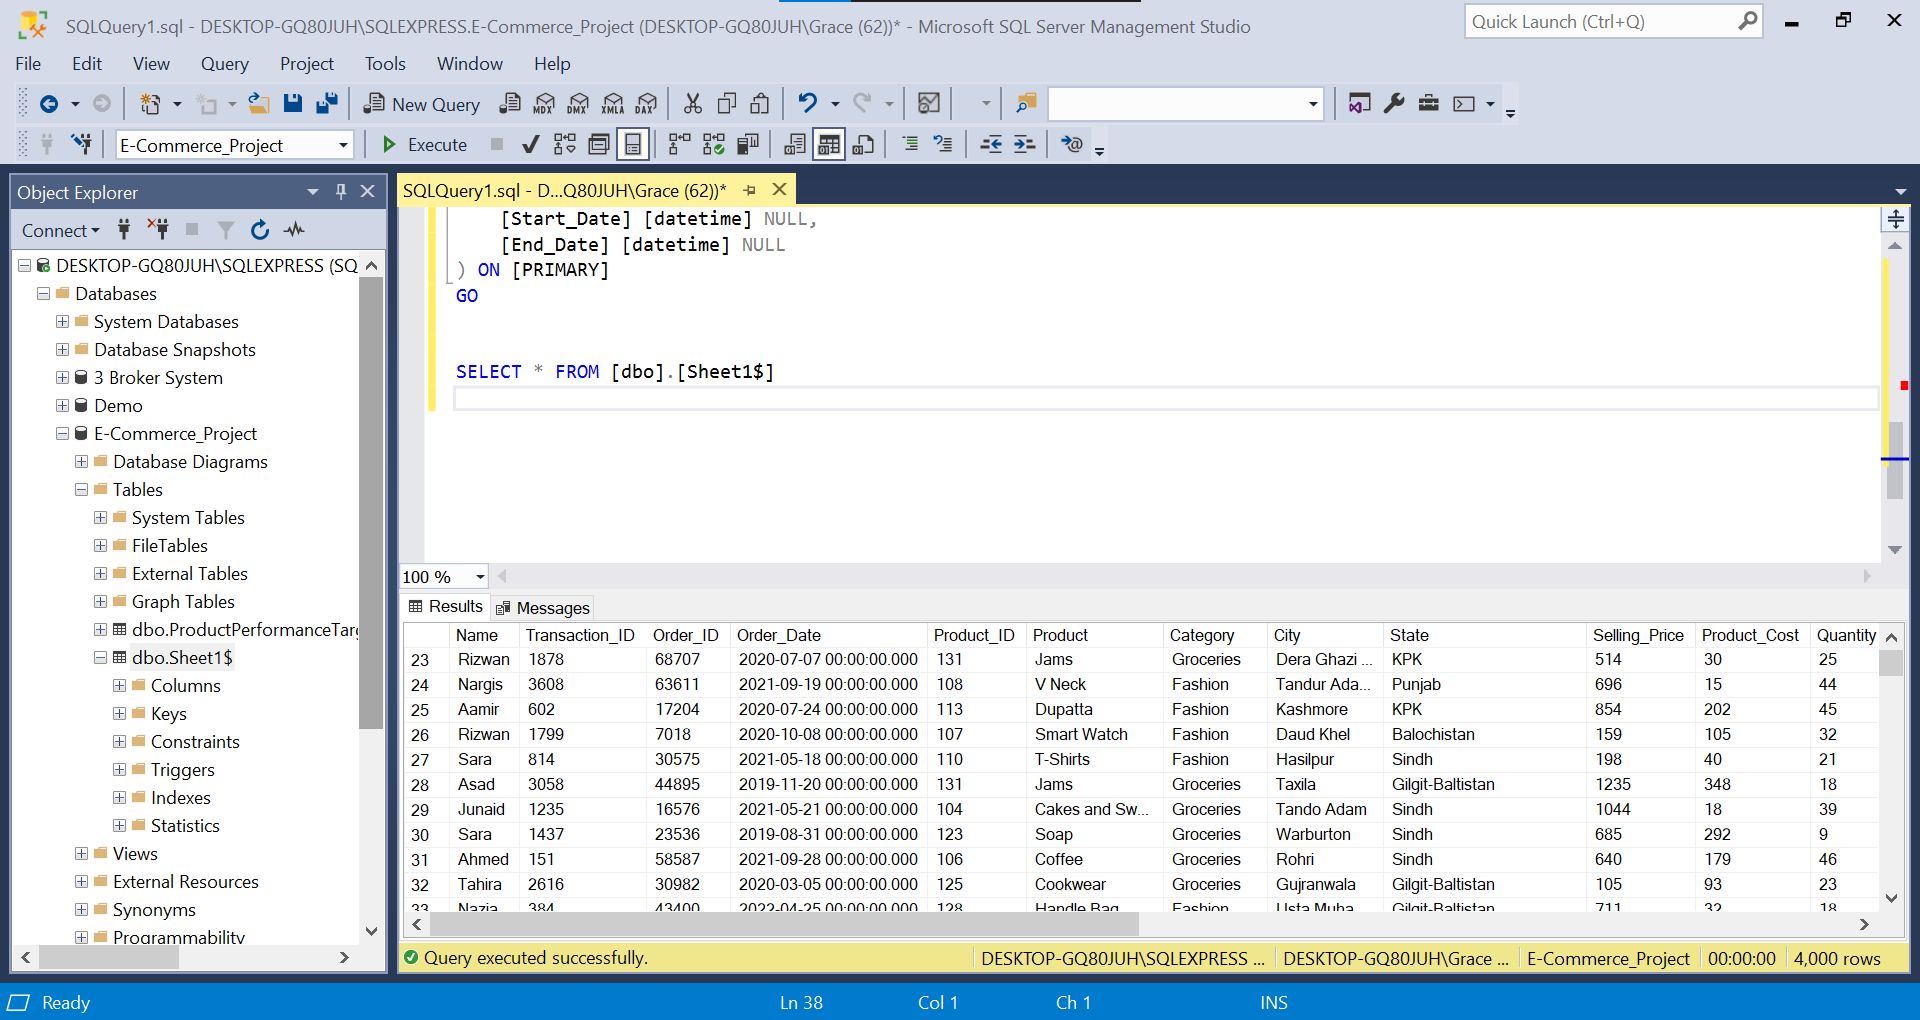 SQLQuery1.sql - DESKTOP-GQ80JUH\SQLEXPRESS.E-Commerce_Project (DESKTOP-GQ80JUH\Grace (62))* - Microsoft SQL Server Management Studio
Quick Launch (Ctrl+Q)
File Edit View Query Project Tools Window Help
New Query MDX DMX XMLA DAX
E-Commerce_Project Execute
Object Explorer
Connect
DESKTOP-GQ80JUH\SQLEXPRESS (SQ
Databases
System Databases
Database Snapshots
3 Broker System
Demo
E-Commerce_Project
Database Diagrams
Tables
System Tables
FileTables
External Tables
Graph Tables
dbo.ProductPerformanceTar
dbo.Sheet1$
Columns
Keys
Constraints
Triggers
Indexes
Statistics
Views
External Resources
Synonyms
Programmability
SQLQuery1.sql - D...Q80JUH\Grace (62))*
[Start_Date] [datetime] NULL,
[End_Date] [datetime] NULL
) ON [PRIMARY]
GO
SELECT * FROM [dbo].[Sheet1$]
100 %
Results Messages
Name Transaction_ID Order_ID Order_Date Product_ID Product Category City State Selling_Price Product_Cost Quantity
23 Rizwan 1878 68707 2020-07-07 00:00:00.000 131 Jams Groceries Dera Ghazi ... KPK 514 30 25
24 Nargis 3608 63611 2021-09-19 00:00:00.000 108 V Neck Fashion Tandur Ada... Punjab 696 15 44
25 Aamir 602 17204 2020-07-24 00:00:00.000 113 Dupatta Fashion Kashmore KPK 854 202 45
26 Rizwan 1799 7018 2020-10-08 00:00:00.000 107 Smart Watch Fashion Daud Khel Balochistan 159 105 32
27 Sara 814 30575 2021-05-18 00:00:00.000 110 T-Shirts Fashion Hasilpur Sindh 198 40 21
28 Asad 3058 44895 2019-11-20 00:00:00.000 131 Jams Groceries Taxila Gilgit-Baltistan 1235 348 18
29 Junaid 1235 16576 2021-05-21 00:00:00.000 104 Cakes and Sw... Groceries Tando Adam Sindh 1044 18 39
30 Sara 1437 23536 2019-08-31 00:00:00.000 123 Soap Groceries Warburton Sindh 685 292 9
31 Ahmed 151 58587 2021-09-28 00:00:00.000 106 Coffee Groceries Rohri Sindh 640 179 46
32 Tahira 2616 30982 2020-03-05 00:00:00.000 125 Cookwear Groceries Gujranwala Gilgit-Baltistan 105 93 23
33 Nazia 384 43400 2022-04-25 00:00:00.000 128 Handle Bag Fashion Usta Muha... Gilgit-Baltistan 711 32 18
Query executed successfully. DESKTOP-GQ80JUH\SQLEXPRESS ... DESKTOP-GQ80JUH\Grace ... E-Commerce_Project 00:00:00 4,000 rows
Ready Ln 38 Col 1 Ch 1 INS